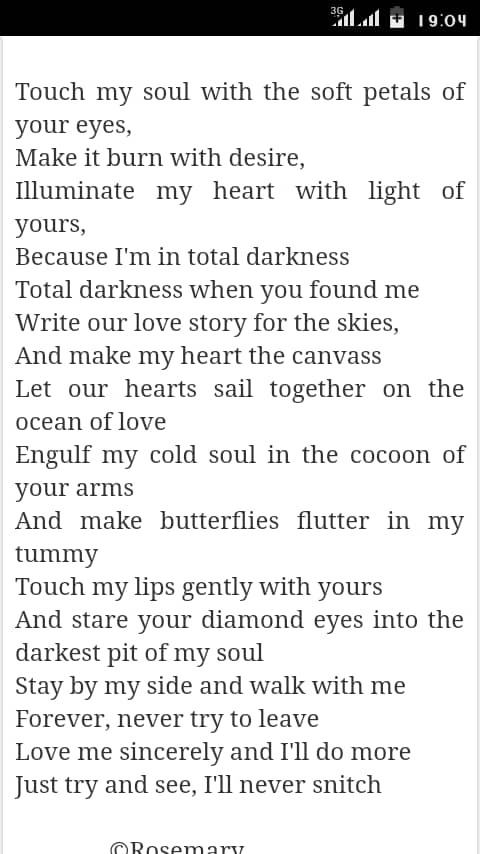 3G
19:04
Touch my soul with the soft petals of
your eyes,
Make it burn with desire,
Illuminate my heart with light of
yours,
Because I'm in total darkness
Total darkness when you found me
Write our love story for the skies,
And make my heart the canvass
Let our hearts sail together on the
ocean of love
Engulf my cold soul in the cocoon of
your arms
And make butterflies flutter in my
tummy
Touch my lips gently with yours
And stare your diamond eyes into the
darkest pit of my soul
Stay by my side and walk with me
Forever, never try to leave
Love me sincerely and I'll do more
Just try and see, I'll never snitch
©Rosemary